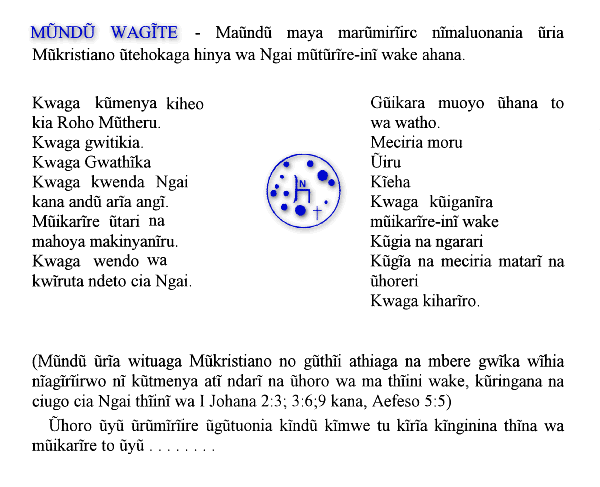 MŨNDŨ WAGĨTE - Maũndũ maya marũmirĩirc nĩmaluonania ũria
Mũkristiano ũtehokaga hinya wa Ngai mũtũrĩre-inĩ wake ahana.
Kwaga kũmenya kiheo
kia Roho Mũtheru.
Kwaga gwitikia.
Kwaga Gwathĩka
Kwaga kwenda Ngai
kana andũ arĩa angĩ.
Mũikarĩre ũtari na
mahoya makinyanĩru.
Kwaga wendo wa
kwĩruta ndeto cia Ngai.
N
Gũikara muoyo ũhana to
wa watho.
Meciria moru
Ũiru
Kĩeha
Kwaga kũiganĩra
mũikarĩre-inĩ wake
Kũgia na ngarari
Kũgĩa na meciria matarĩ na
ũhoreri
Kwaga kiharĩro.
(Mũndũ ũrĩa wituaga Mũkristiano no gũthĩi athiaga na mbere gwĩka wĩhia
nĩagĩrĩirwo nĩ kũtmenya atĩ ndarĩ na ũhoro wa ma thĩini wake, kũringana na
ciugo cia Ngai thĩinĩ wa I Johana 2:3; 3:6;9 kana, Aefeso 5:5)
Ũhoro ũyũ ũrũmĩrĩire ũgũtuonia kĩndũ kĩmwe tu kĩrĩa kĩnginina thĩna wa
mũikarĩre to ũyũ . . . . . . . .